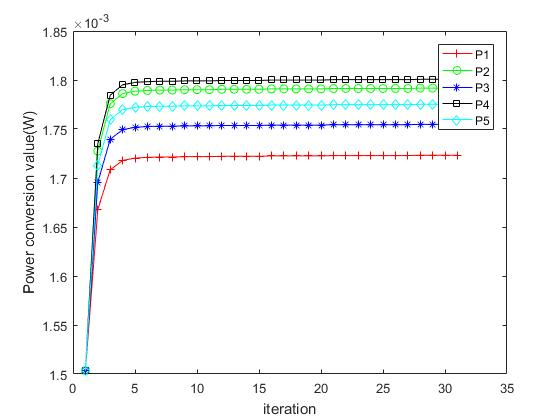 ×10-3
1.85
1.8
1.75
1.7
1.65
1.6
1.55
1.5
Power conversion value(W)
0 5 10 15 20 25 30 35
iteration
P1
P2
P3
P4
P5